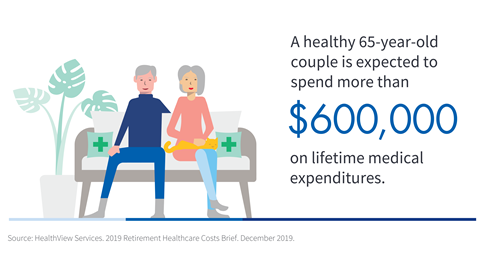 A healthy 65-year-old
couple is expected to
spend more than
$600,000
on lifetime medical
expenditures.
Source: HealthView Services. 2019 Retirement Healthcare Costs Brief. December 2019.